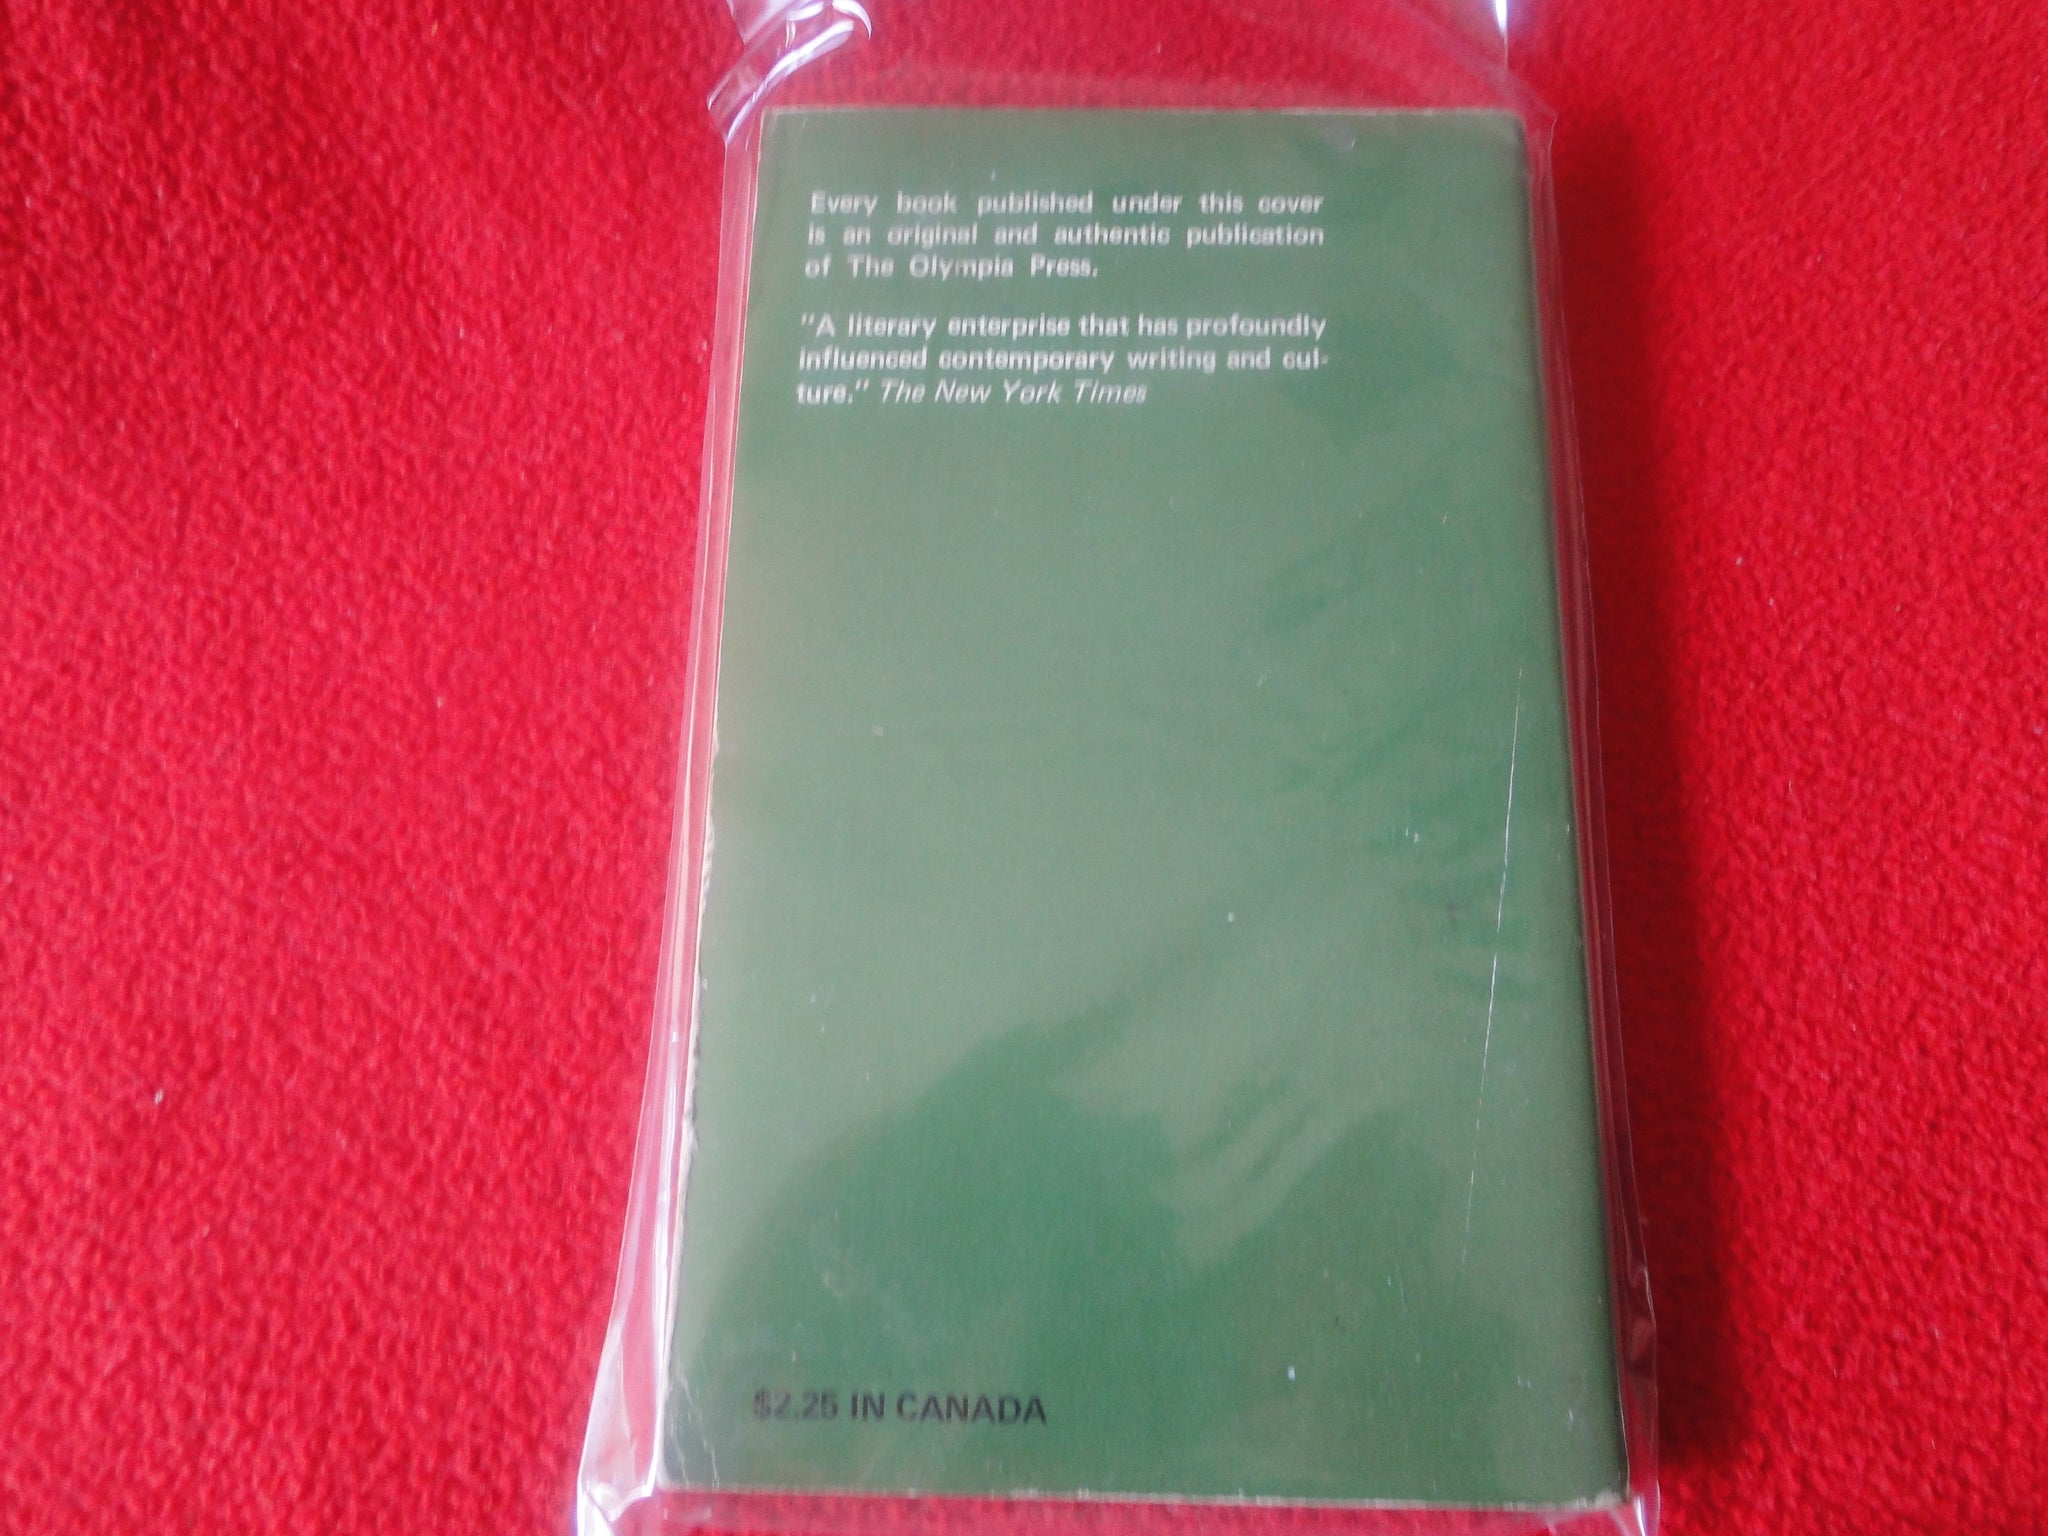 Every book published under this cover
is an original and authentic publication
of The Olympia Press.
"A literary enterprise that has profoundly
influenced contemporary writing and cul-
ture." The New York Times
$2.25 IN CANADA